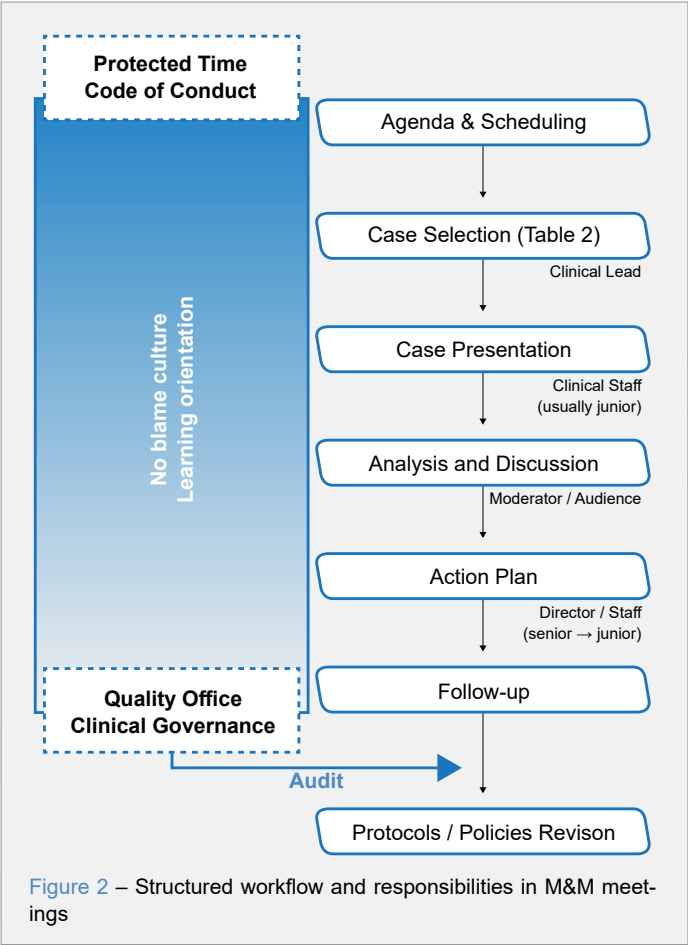 Protected Time
Code of Conduct
No blame culture
Learning orientation
Quality Office
Clinical Governance
Audit
Agenda & Scheduling
Case Selection (Table 2)
Clinical Lead
Case Presentation
Clinical Staff
(usually junior)
Analysis and Discussion
Moderator / Audience
Action Plan
Director / Staff
(senior → junior)
Follow-up
Protocols / Policies Revison
Figure 2 – Structured workflow and responsibilities in M&M meet-
ings